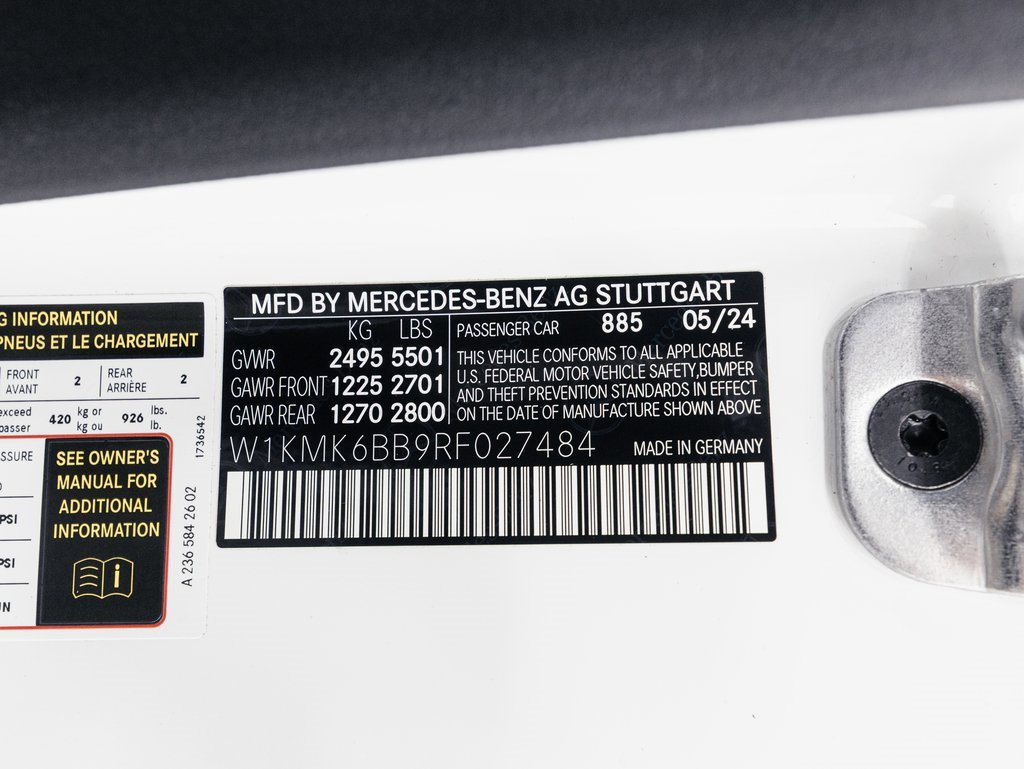 G INFORMATION
PNEUS ET LE CHARGEMENT
FRONT
AVANT
2
REAR
ARRIÈRE
2
exceed
passer
420
kg or
kg ou
926
lbs.
lb.
SSURE
PSI
PSI
SEE OWNER'S
MANUAL FOR
ADDITIONAL
INFORMATION
1736542
A 236 584 26 02
MFD BY MERCEDES-BENZ AG STUTTGART
KG LBS
GVWR 2495 5501
GAWR FRONT 1225 2701
GAWR REAR 1270 2800
PASSENGER CAR 885 05/24
THIS VEHICLE CONFORMS TO ALL APPLICABLE
U.S. FEDERAL MOTOR VEHICLE SAFETY,BUMPER
AND THEFT PREVENTION STANDARDS IN EFFECT
ON THE DATE OF MANUFACTURE SHOWN ABOVE
W1KMK6BB9RF027484
MADE IN GERMANY